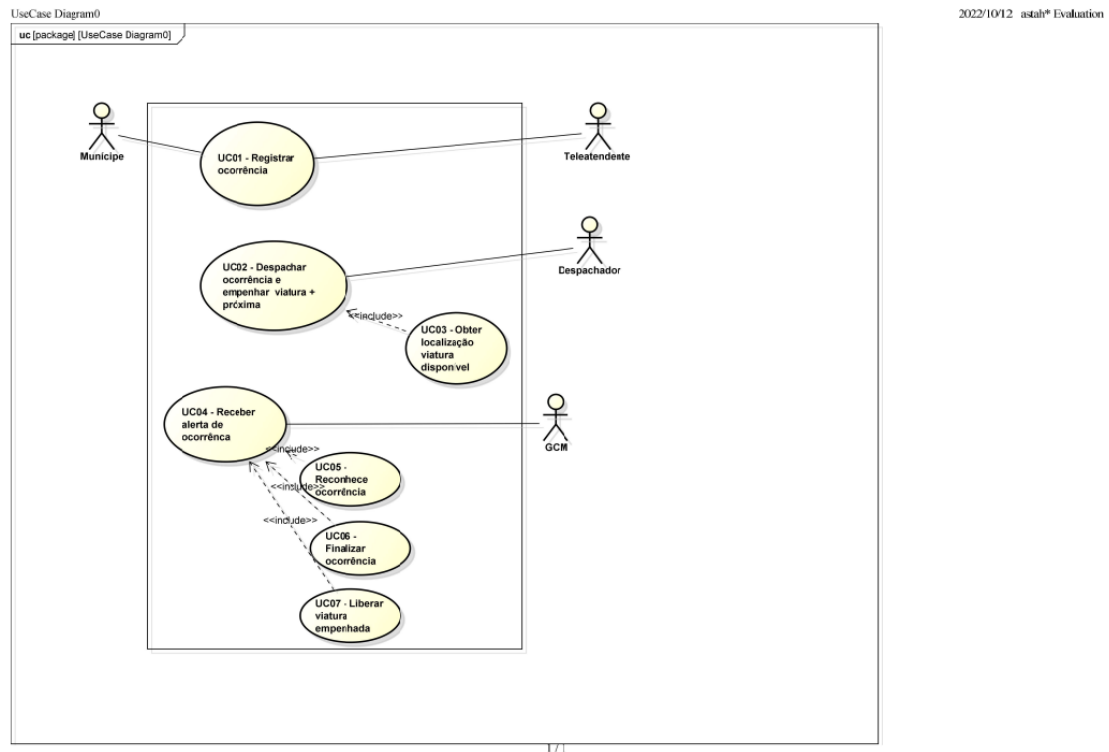 UseCase Diagram0
2022/10/12 astah* Evaluation
uc [package] [UseCase Diagram0]
Munícipe
UC01 - Registrar
ocorrência
Teleatendente
UC02 - Despachar
ocorrência e
empenhar viatura +
próxima
Despachador
<<include>>
UC03 - Obter
localização
viatura
disponivel
UC04 - Receber
alerta de
ocorrênca
GCM
<<include>>
UC05 -
Reconhece
ocorrência
<<include>>
<<include>>
UC06 -
Finalizar
ocorrência
UC07 - Liberar
viatura
empenhada
1 / 1